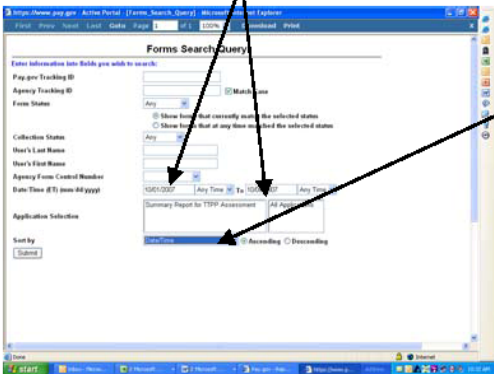 https://www.pay.gov - Active Portal - [Forms_Search_Query] - Microsoft Internet Explorer
First Prev Next Last Goto Page 1 of 1 100% Download Print
Forms Search Query
Enter information into fields you wish to search:
Pay.gov Tracking ID
Agency Tracking ID Match Case
Form Status Any
Show forms that currently match the selected status
Show forms that at any time matched the selected status
Collection Status Any
User's Last Name
User's First Name
Agency Form Control Number
Date/Time (ET) (mm/dd/yyyy) 10/01/2007 Any Time To Any Time
Summary Report for TSPP Assessment All Applications
Application Selection
Sort by Date/Time Ascending Descending
Submit
Done Internet
start